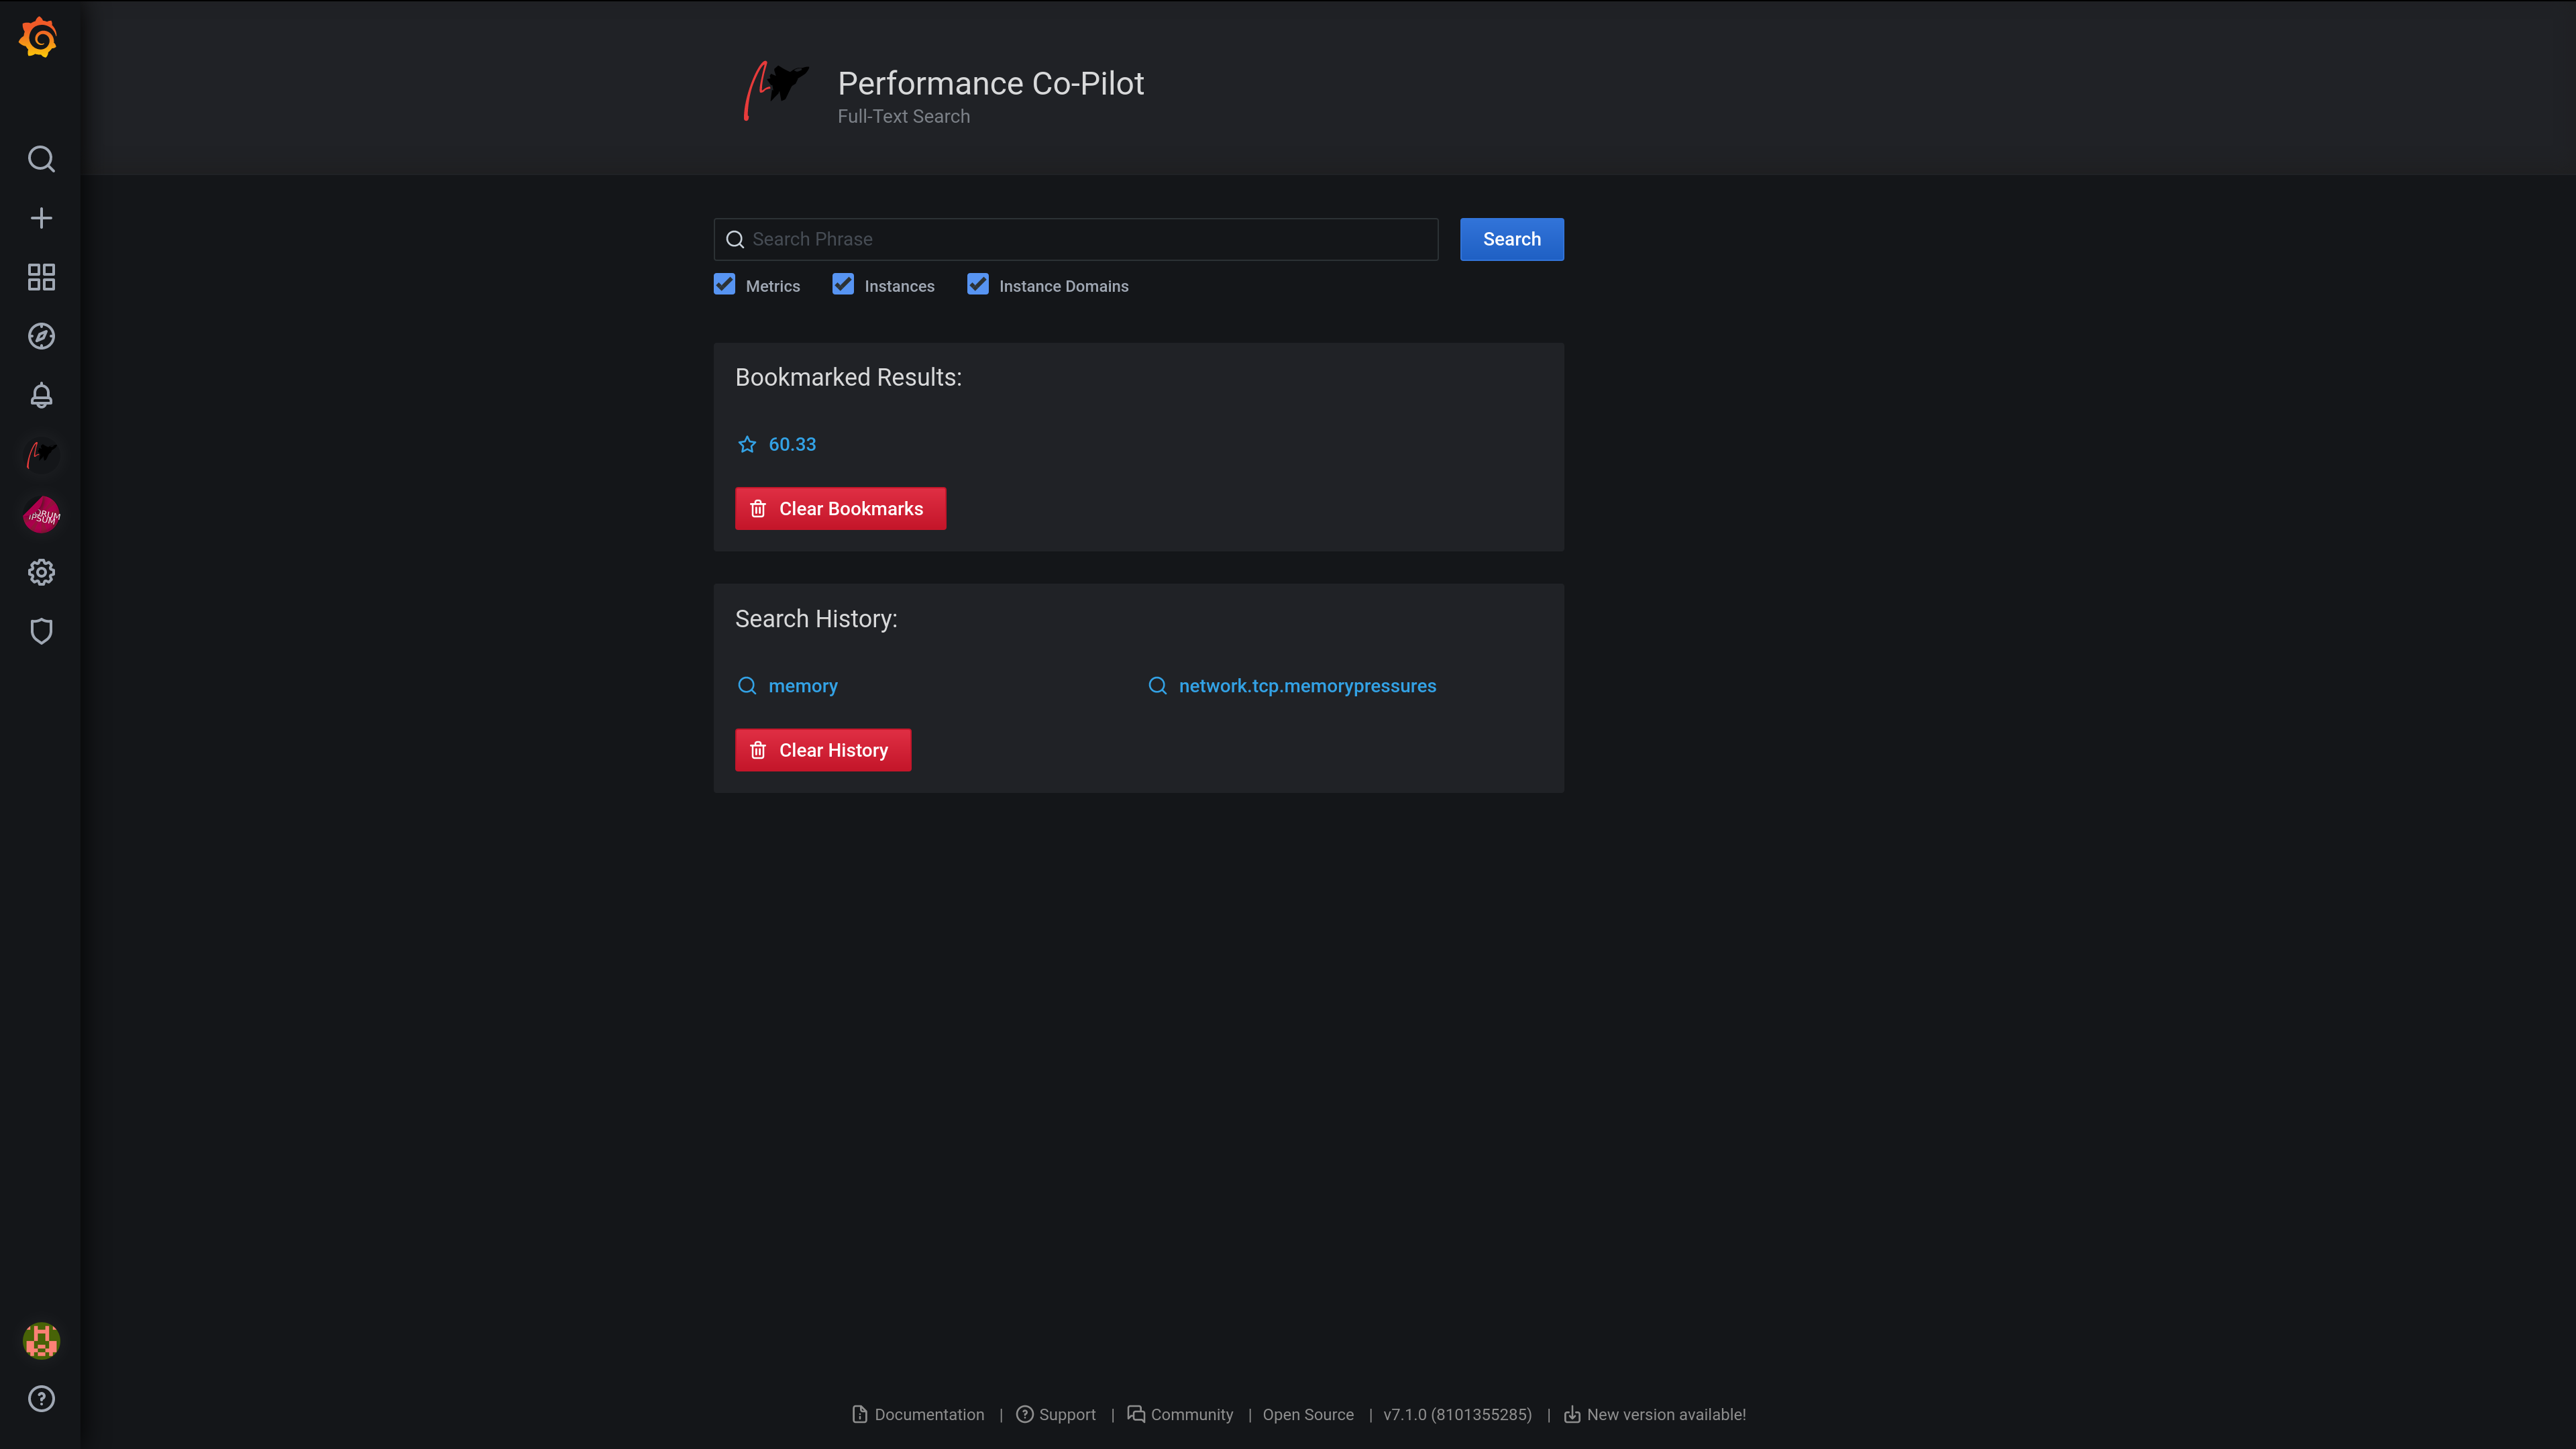 Performance Co-Pilot
Full-Text Search
Search Phrase
Search
Metrics
Instances
Instance Domains
Bookmarked Results:
60.33
Clear Bookmarks
Search History:
memory
network.tcp.memorypressures
Clear History
IPSUM
Documentation | Support | Community | Open Source | v7.1.0 (8101355285) | New version available!